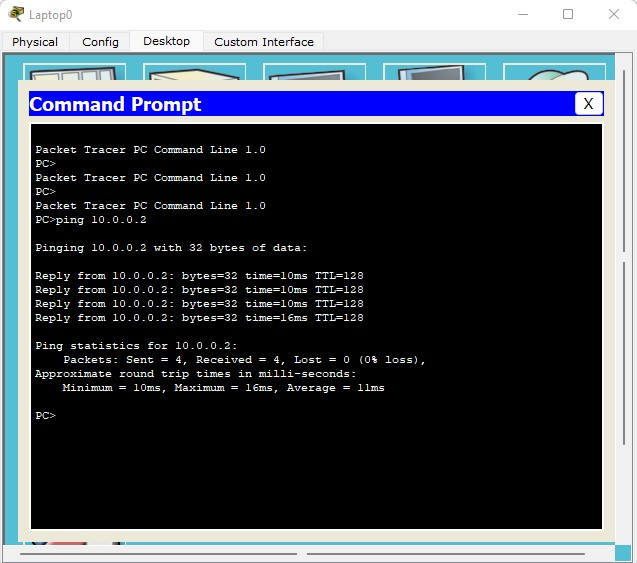 Laptop0
Physical Config Desktop Custom Interface
Command Prompt X
Packet Tracer PC Command Line 1.0
PC>
Packet Tracer PC Command Line 1.0
PC>
Packet Tracer PC Command Line 1.0
PC>ping 10.0.0.2
Pinging 10.0.0.2 with 32 bytes of data:
Reply from 10.0.0.2: bytes=32 time=10ms TTL=128
Reply from 10.0.0.2: bytes=32 time=10ms TTL=128
Reply from 10.0.0.2: bytes=32 time=10ms TTL=128
Reply from 10.0.0.2: bytes=32 time=16ms TTL=128
Ping statistics for 10.0.0.2:
Packets: Sent = 4, Received = 4, Lost = 0 (0% loss),
Approximate round trip times in milli-seconds:
Minimum = 10ms, Maximum = 16ms, Average = 11ms
PC>